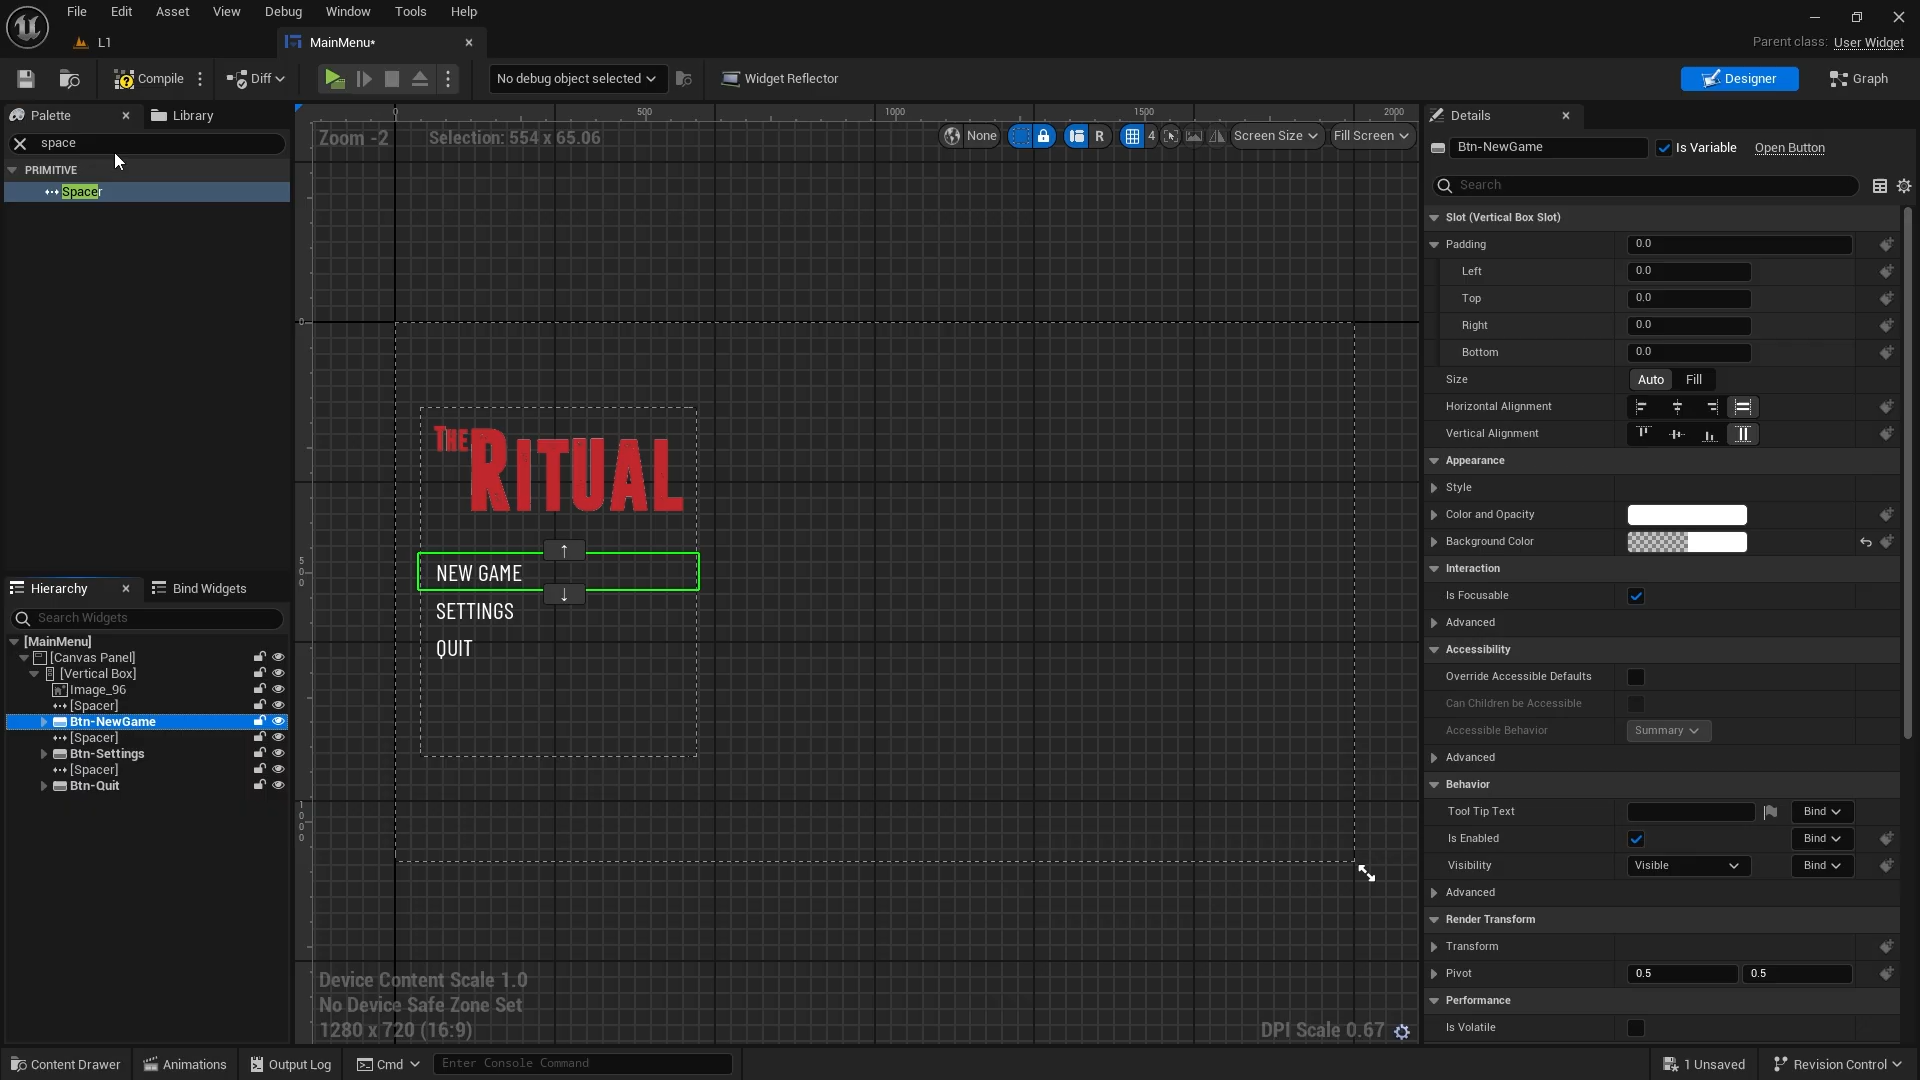 File Edit View Asset Debug Window Tools Help
L1 MainMenu*
Parent class: User Widget
Compile Diff No debug object selected Widget Reflector Designer Graph
Palette Library
space
PRIMITIVE
Spacer
Hierarchy Bind Widgets
Search Widgets
[MainMenu]
[Canvas Panel]
[Vertical Box]
Image_96
[Spacer]
Btn-NewGame
[Spacer]
Btn-Settings
[Spacer]
Btn-Quit
0 500 1000 1500 2000
Zoom -2 Selection: 554 x 65.06
None R 4 Screen Size Fill Screen
0
500
1000
THE RITUAL
NEW GAME
SETTINGS
QUIT
Device Content Scale 1.0
No Device Safe Zone Set
1280 x 720 (16:9)
DPI Scale 0.67
Details
Btn-NewGame Is Variable Open Button
Search
Slot (Vertical Box Slot)
Padding 0.0
Left 0.0
Top 0.0
Right 0.0
Bottom 0.0
Size Auto Fill
Horizontal Alignment
Vertical Alignment
Appearance
Style
Color and Opacity
Background Color
Interaction
Is Focusable
Advanced
Accessibility
Override Accessible Defaults
Can Children be Accessible
Accessible Behavior Summary
Advanced
Behavior
Tool Tip Text Bind
Is Enabled Bind
Visibility Visible Bind
Advanced
Render Transform
Transform
Pivot 0.5 0.5
Performance
Is Volatile
Content Drawer Animations Output Log Cmd Enter Console Command 1 Unsaved Revision Control